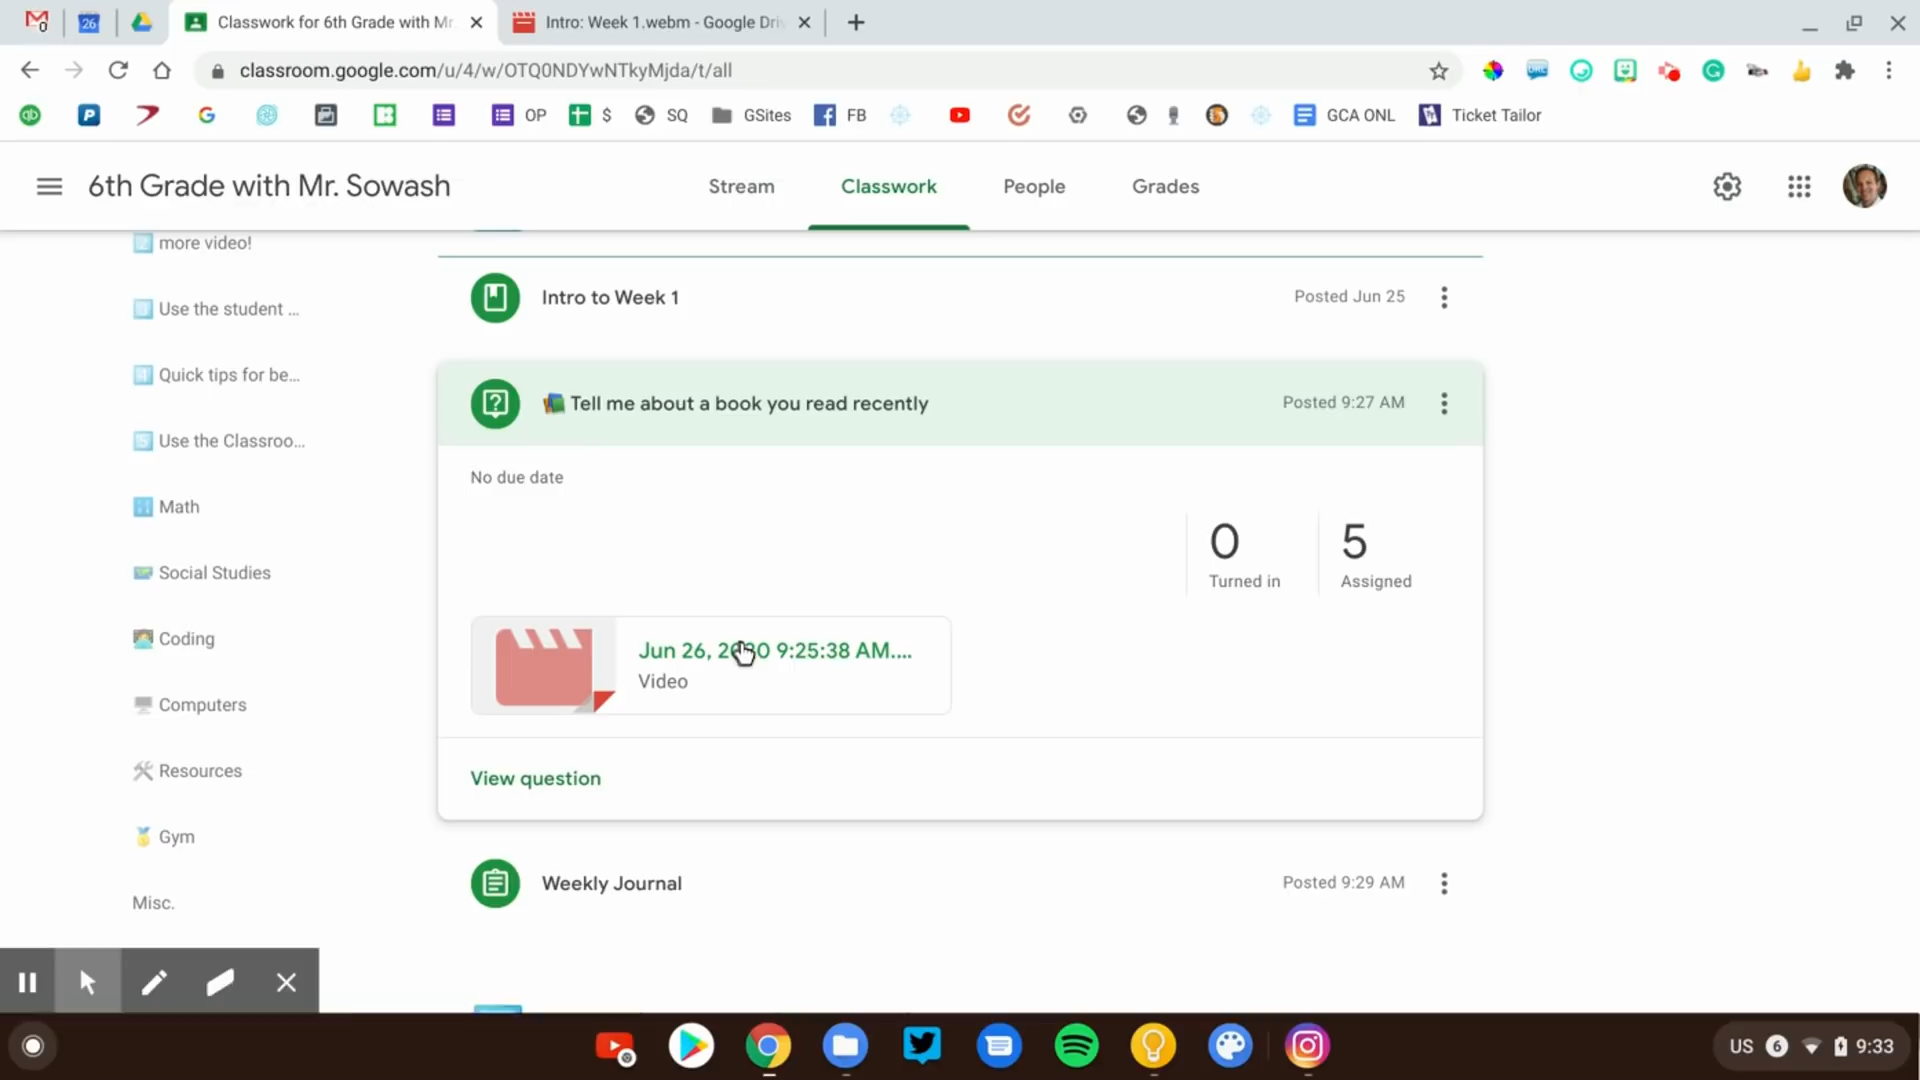 Classwork for 6th Grade with Mr.
Intro: Week 1.webm - Google Driv
classroom.google.com/u/4/w/OTQ0NDYwNTkyMjda/t/all
OP
$
SQ
GSites
FB
GCA ONL
Ticket Tailor
6th Grade with Mr. Sowash
Stream
Classwork
People
Grades
more video!
Use the student ...
Quick tips for be...
Use the Classroo...
Math
Social Studies
Coding
Computers
Resources
Gym
Misc.
Intro to Week 1
Posted Jun 25
Tell me about a book you read recently
Posted 9:27 AM
No due date
0
Turned in
5
Assigned
Jun 26, 2020 9:25:38 AM....
Video
View question
Weekly Journal
Posted 9:29 AM
US
6
9:33